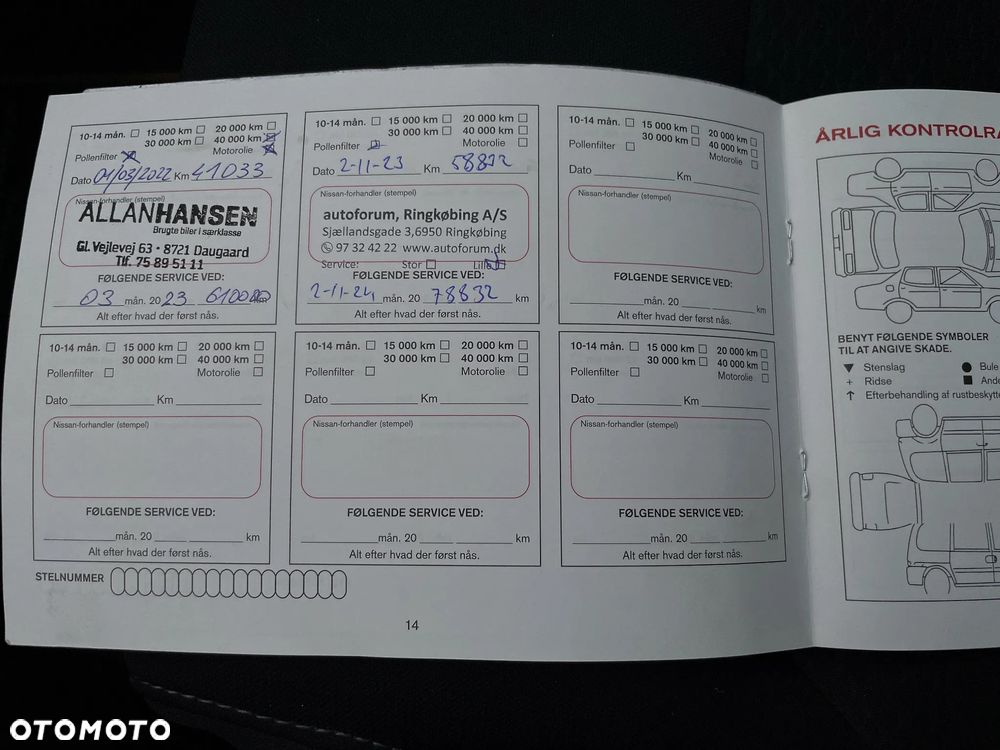 10-14 mån. 15 000 km 20 000 km
30 000 km 40 000 km
Pollenfilter Motorolie
Dato 01/03/2022 Km 41033
Nissan-forhandler (stempel)
ALLANHANSEN
Brugte biler i særklasse
Gl. Vejlevej 63 • 8721 Daugaard
Tlf. 75 89 51 11
FØLGENDE SERVICE VED:
03 mån. 2023 61000 km
Alt efter hvad der først nås.
10-14 mån. 15 000 km 20 000 km
30 000 km 40 000 km
Pollenfilter Motorolie
Dato 2-11-23 Km 58832
Nissan-forhandler (stempel)
autoforum, Ringkøbing A/S
Sjællandsgade 3,6950 Ringkøbing
97 32 42 22 www.autoforum.dk
Service: Stor Lille
FØLGENDE SERVICE VED:
2-11-24 mån. 20 78832 km
Alt efter hvad der først nås.
10-14 mån. 15 000 km 20 000 km
30 000 km 40 000 km
Pollenfilter Motorolie
Dato Km
Nissan-forhandler (stempel)
FØLGENDE SERVICE VED:
mån. 20 km
Alt efter hvad der først nås.
10-14 mån. 15 000 km 20 000 km
30 000 km 40 000 km
Pollenfilter Motorolie
Dato Km
Nissan-forhandler (stempel)
FØLGENDE SERVICE VED:
mån. 20 km
Alt efter hvad der først nås.
10-14 mån. 15 000 km 20 000 km
30 000 km 40 000 km
Pollenfilter Motorolie
Dato Km
Nissan-forhandler (stempel)
FØLGENDE SERVICE VED:
mån. 20 km
Alt efter hvad der først nås.
10-14 mån. 15 000 km 20 000 km
30 000 km 40 000 km
Pollenfilter Motorolie
Dato Km
Nissan-forhandler (stempel)
FØLGENDE SERVICE VED:
mån. 20 km
Alt efter hvad der først nås.
STELNUMMER
14
ÅRLIG KONTROLRA
BENYT FØLGENDE SYMBOLER
TIL AT ANGIVE SKADE.
▼ Stenslag ● Bule
+ Ridse ■ Ande
↑ Efterbehandling af rustbeskytte
OTOMOTO